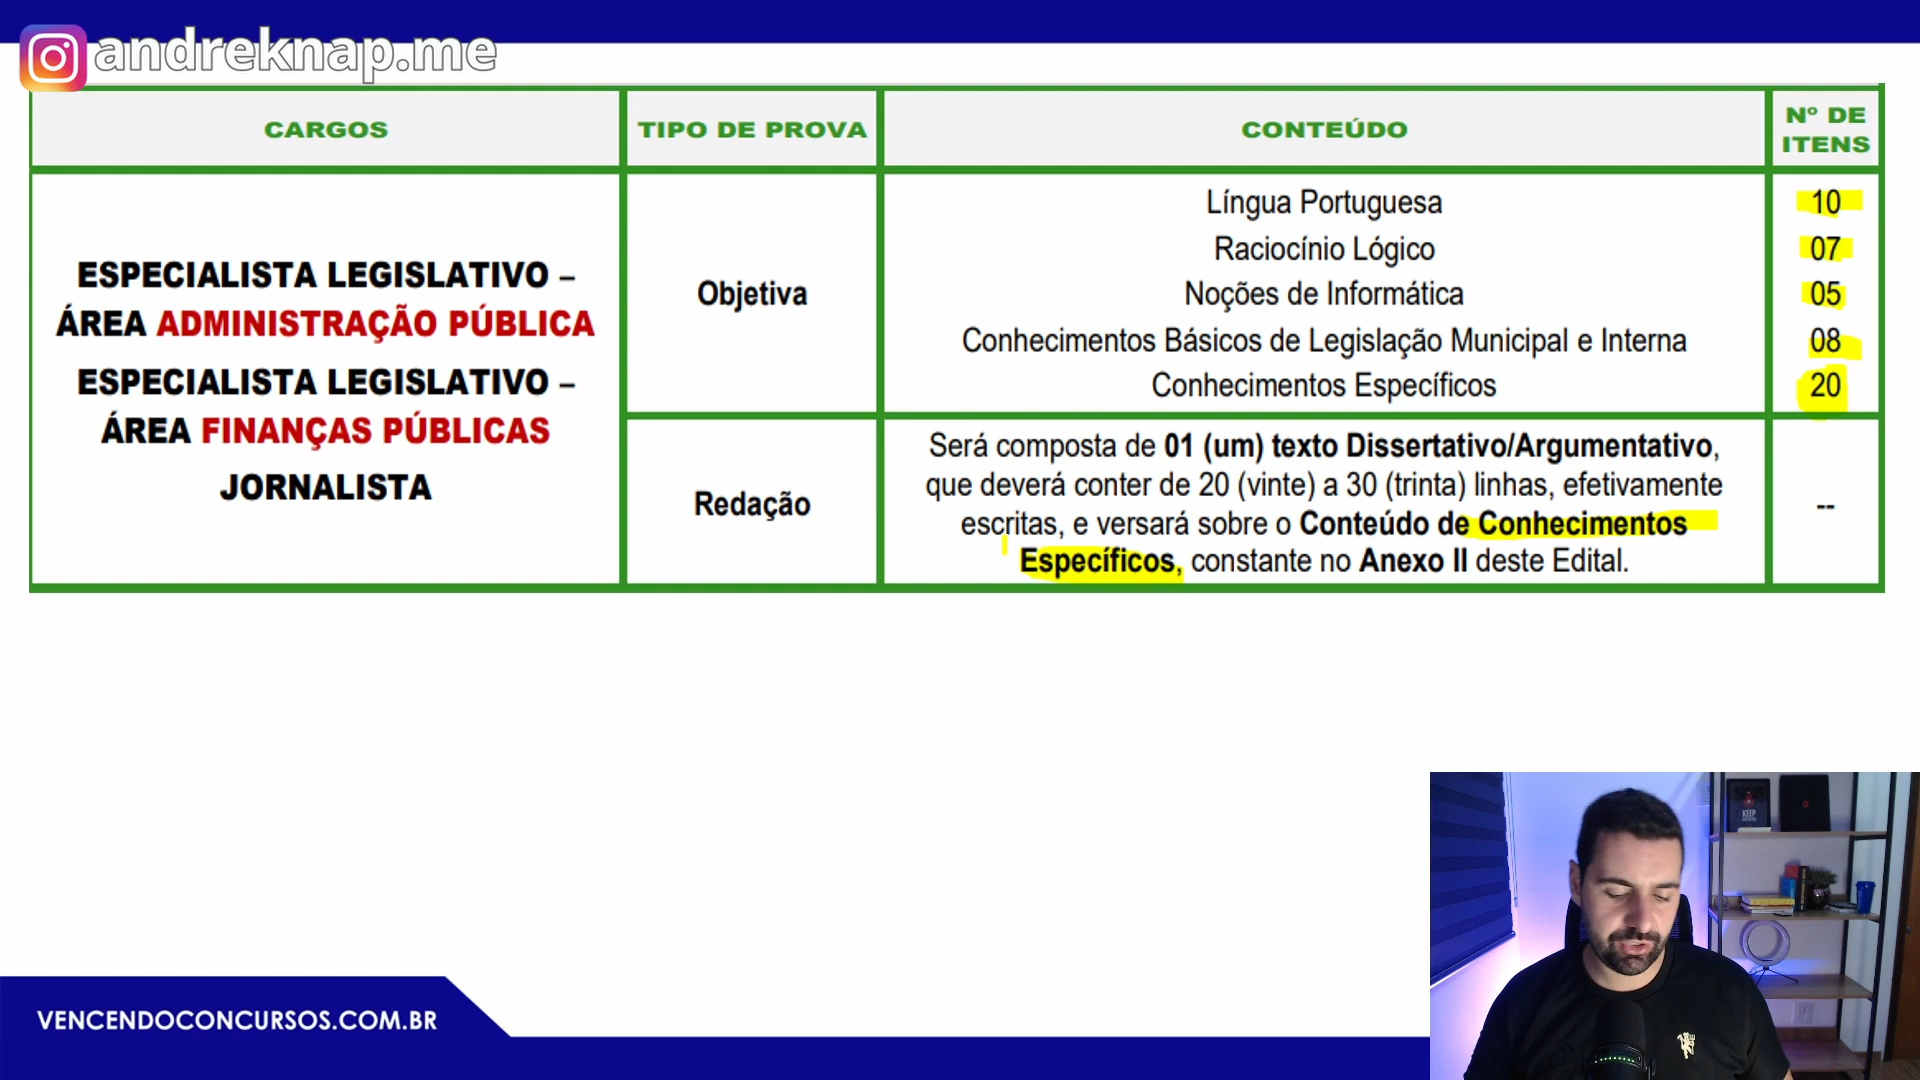 andreknap.me
CARGOS
TIPO DE PROVA
CONTEÚDO
Nº DE
ITENS
ESPECIALISTA LEGISLATIVO –
ÁREA ADMINISTRAÇÃO PÚBLICA
ESPECIALISTA LEGISLATIVO –
ÁREA FINANÇAS PÚBLICAS
JORNALISTA
Objetiva
Língua Portuguesa 10
Raciocínio Lógico 07
Noções de Informática 05
Conhecimentos Básicos de Legislação Municipal e Interna 08
Conhecimentos Específicos 20
Redação
Será composta de 01 (um) texto Dissertativo/Argumentativo,
que deverá conter de 20 (vinte) a 30 (trinta) linhas, efetivamente
escritas, e versará sobre o Conteúdo de Conhecimentos
Específicos, constante no Anexo II deste Edital.
--
KEEP
VENCENDOCONCURSOS.COM.BR